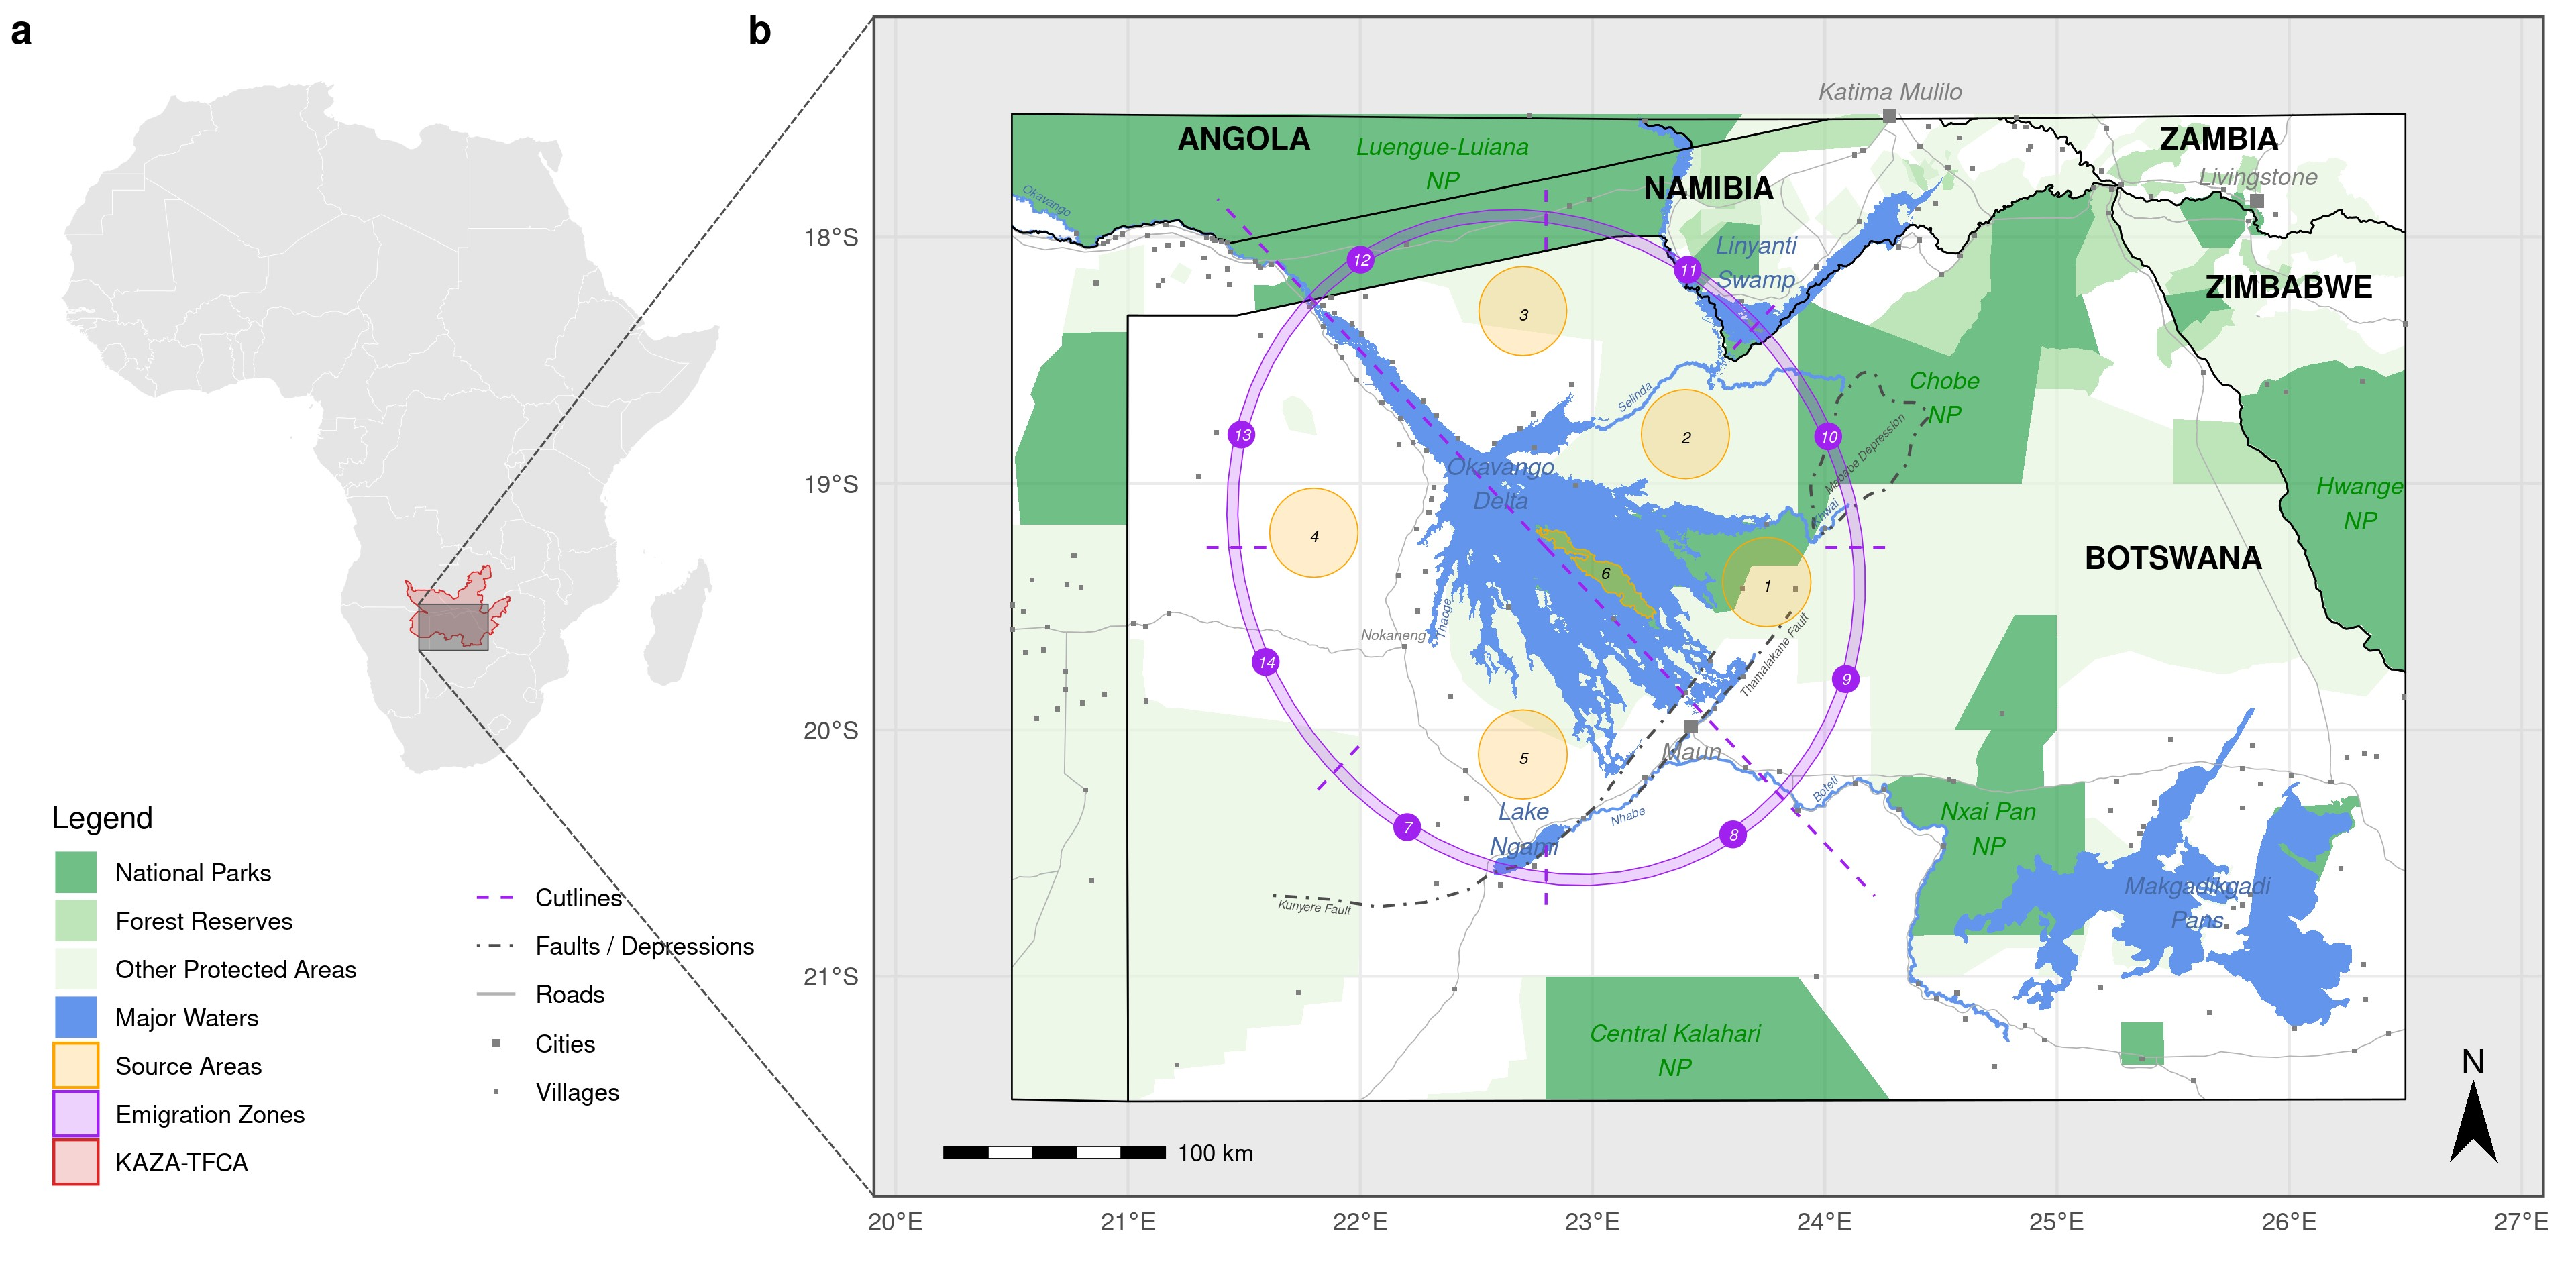 a
b
Legend
National Parks
Forest Reserves
Other Protected Areas
Major Waters
Source Areas
Emigration Zones
KAZA-TFCA
Cutlines
Faults / Depressions
Roads
Cities
Villages
18°S
19°S
20°S
21°S
20°E
21°E
22°E
23°E
24°E
25°E
26°E
27°E
Katima Mulilo
ANGOLA
Luengue-Luiana
NP
NAMIBIA
ZAMBIA
Livingstone
Okavango
Linyanti
Swamp
ZIMBABWE
12
11
3
Chobe
NP
Selinda
13
2
10
Mababe Depression
Okavango
Delta
Hwange
NP
Khwai
4
BOTSWANA
6
1
Thaoge
Nokaneng
Thamalakane Fault
14
9
Maun
5
Lake
Ngami
Nhabe
Boteti
7
8
Nxai Pan
NP
Kunyere Fault
Makgadikgadi
Pans
Central Kalahari
NP
N
100 km